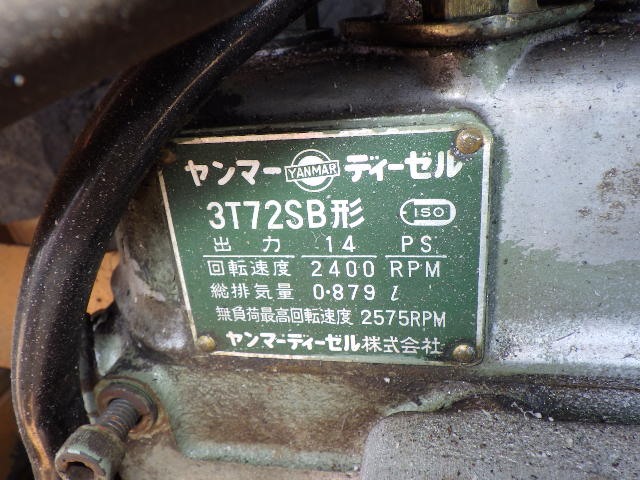 ヤンマー YANMAR ディーゼル
3T72SB形 ISO
出力 14 PS
回転速度 2400 RPM
総排気量 0.879 l
無負荷最高回転速度 2575RPM
ヤンマーディーゼル株式会社